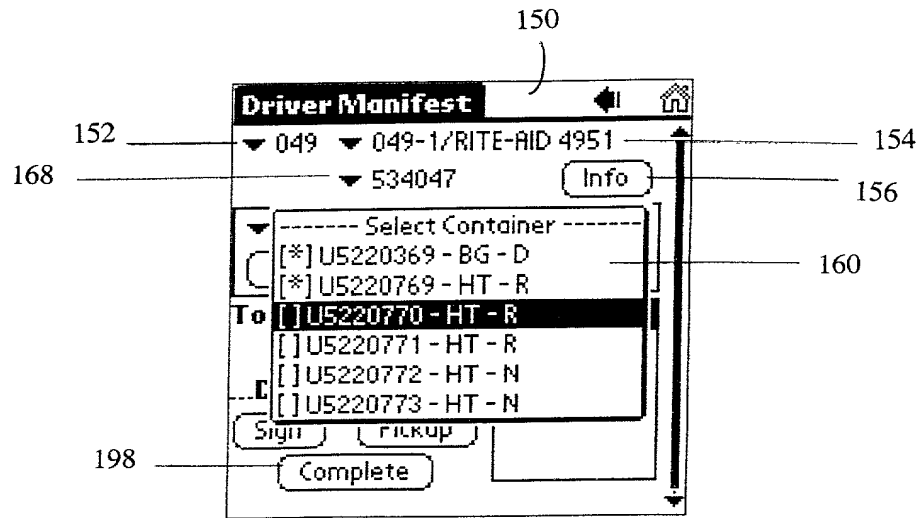 150
Driver Manifest
152 049 049-1/RITE-AID 4951 154
168 534047 Info 156
------- Select Container -------
[*] U5220369 - BG - D 160
[*] U5220769 - HT - R
To [ ] U5220770 - HT - R
[ ] U5220771 - HT - R
[ ] U5220772 - HT - N
[ ] U5220773 - HT - N
Sign Pickup
198 Complete